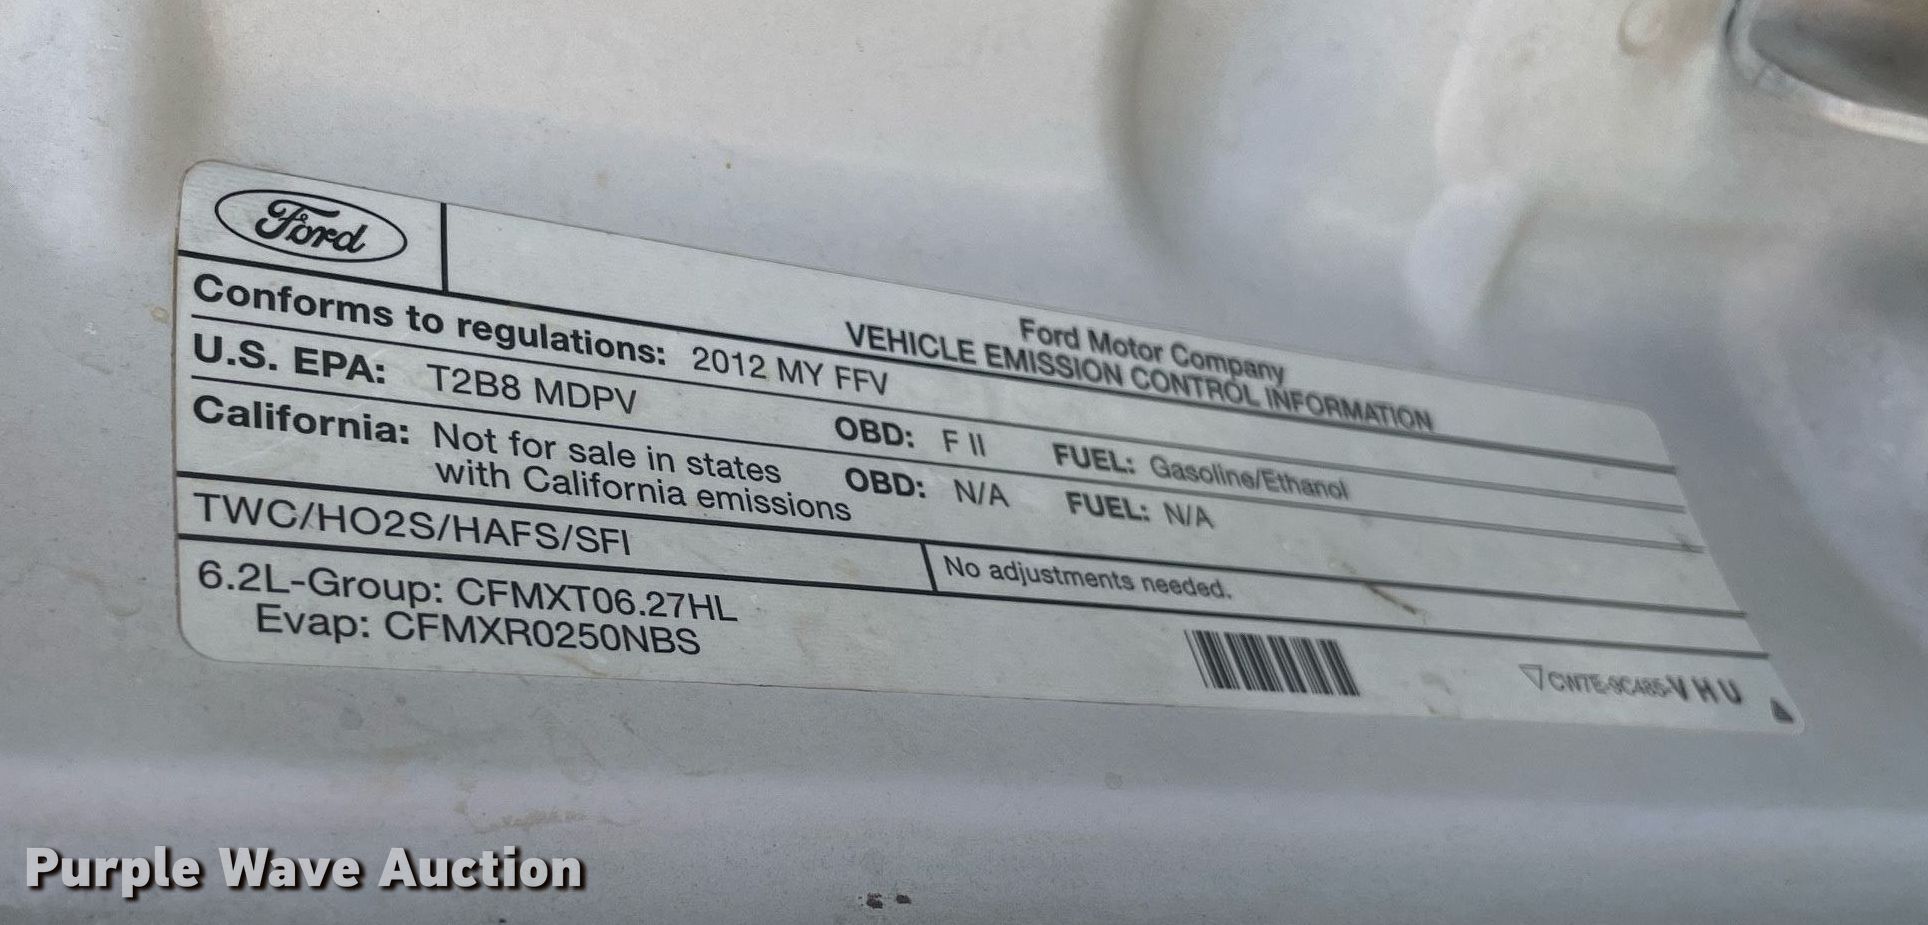 Ford
Ford Motor Company
VEHICLE EMISSION CONTROL INFORMATION
Conforms to regulations: 2012 MY FFV
U.S. EPA: T2B8 MDPV OBD: F II FUEL: Gasoline/Ethanol
California: Not for sale in states OBD: N/A FUEL: N/A
with California emissions
TWC/HO2S/HAFS/SFI No adjustments needed.
6.2L-Group: CFMXT06.27HL
Evap: CFMXR0250NBS
CW7E-9C485-V H U
Purple Wave Auction